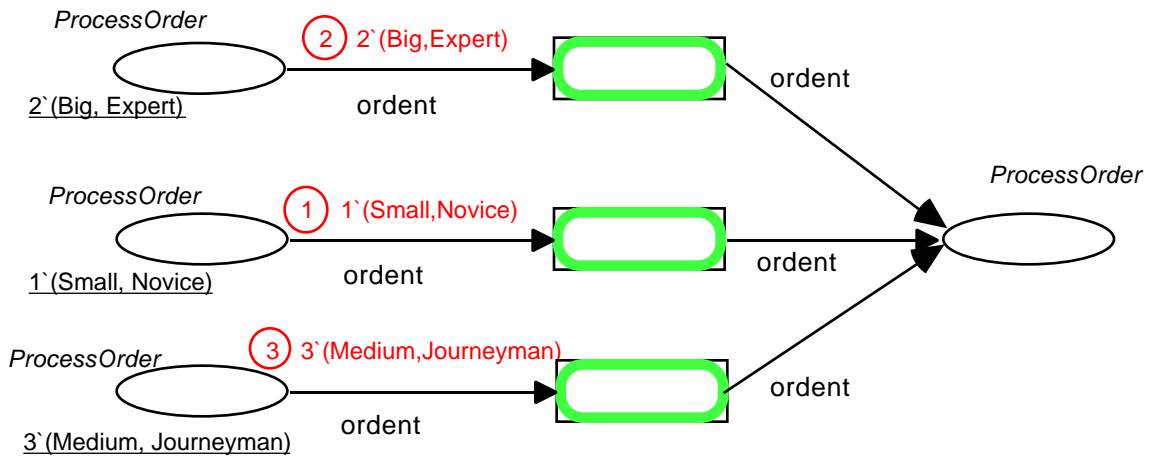 ProcessOrder
2 2`(Big,Expert)
ordent
ordent
2`(Big, Expert)
ProcessOrder
ProcessOrder
1 1`(Small,Novice)
ordent
ordent
1`(Small, Novice)
3 3`(Medium,Journeyman)
ProcessOrder
ordent
ordent
3`(Medium, Journeyman)